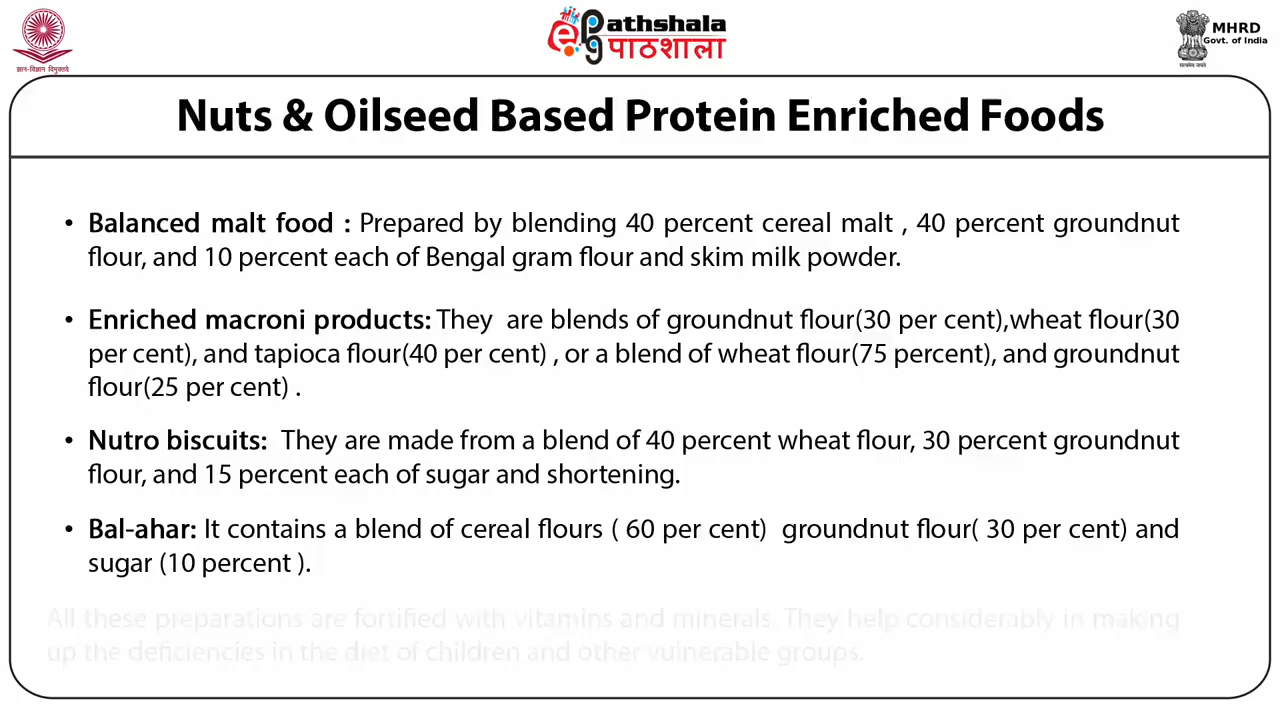 ज्ञान-विज्ञान विमुक्तये
ePGathshala
पाठशाला
MHRD
Govt. of India
सत्यमेव जयते
Nuts & Oilseed Based Protein Enriched Foods
• Balanced malt food : Prepared by blending 40 percent cereal malt , 40 percent groundnut
flour, and 10 percent each of Bengal gram flour and skim milk powder.
• Enriched macroni products: They are blends of groundnut flour(30 per cent),wheat flour(30
per cent), and tapioca flour(40 per cent) , or a blend of wheat flour(75 percent), and groundnut
flour(25 per cent) .
• Nutro biscuits: They are made from a blend of 40 percent wheat flour, 30 percent groundnut
flour, and 15 percent each of sugar and shortening.
• Bal-ahar: It contains a blend of cereal flours ( 60 per cent) groundnut flour( 30 per cent) and
sugar (10 percent ).
All these preparations are fortified with vitamins and minerals. They help considerably in making
up the deficiencies in the diet of children and other vulnerable groups.